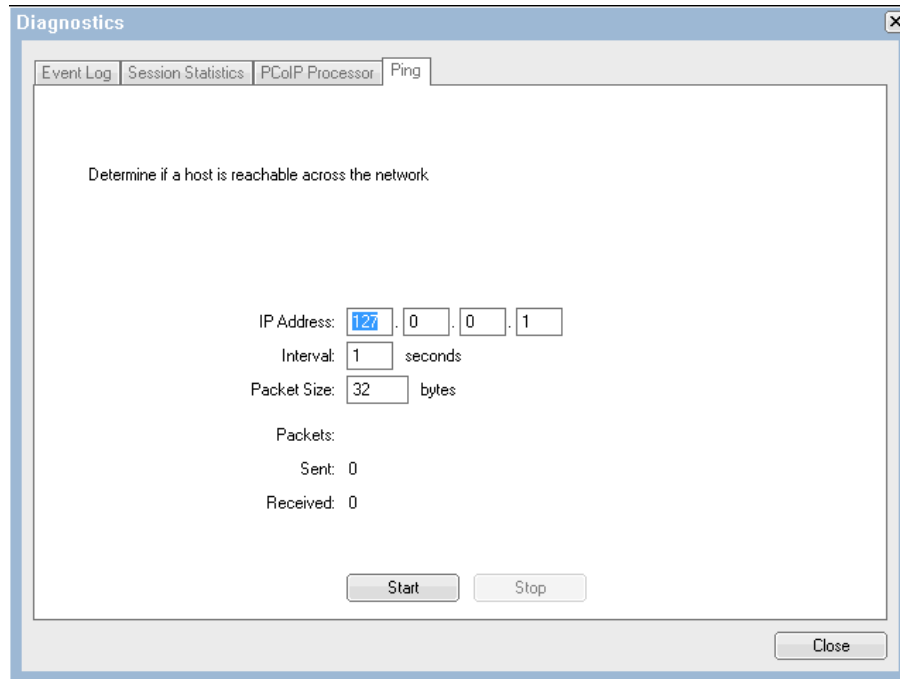 Diagnostics
Event Log Session Statistics PCoIP Processor Ping
Determine if a host is reachable across the network
IP Address: 127 . 0 . 0 . 1
Interval: 1 seconds
Packet Size: 32 bytes
Packets:
Sent: 0
Received: 0
Start Stop
Close